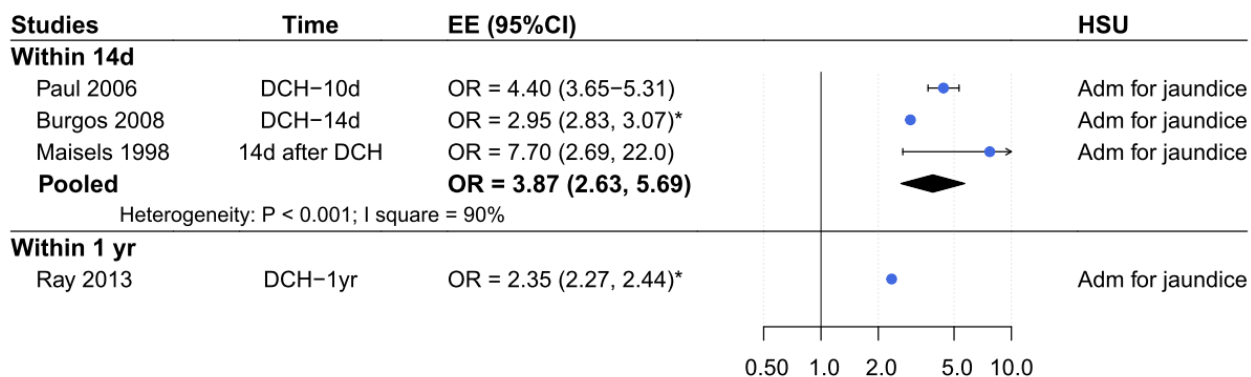 Studies Time EE (95%CI) HSU
Within 14d
Paul 2006 DCH−10d OR = 4.40 (3.65−5.31) Adm for jaundice
Burgos 2008 DCH−14d OR = 2.95 (2.83, 3.07)* Adm for jaundice
Maisels 1998 14d after DCH OR = 7.70 (2.69, 22.0) Adm for jaundice
Pooled OR = 3.87 (2.63, 5.69)
Heterogeneity: P < 0.001; I square = 90%
Within 1 yr
Ray 2013 DCH−1yr OR = 2.35 (2.27, 2.44)* Adm for jaundice
0.50 1.0 2.0 5.0 10.0